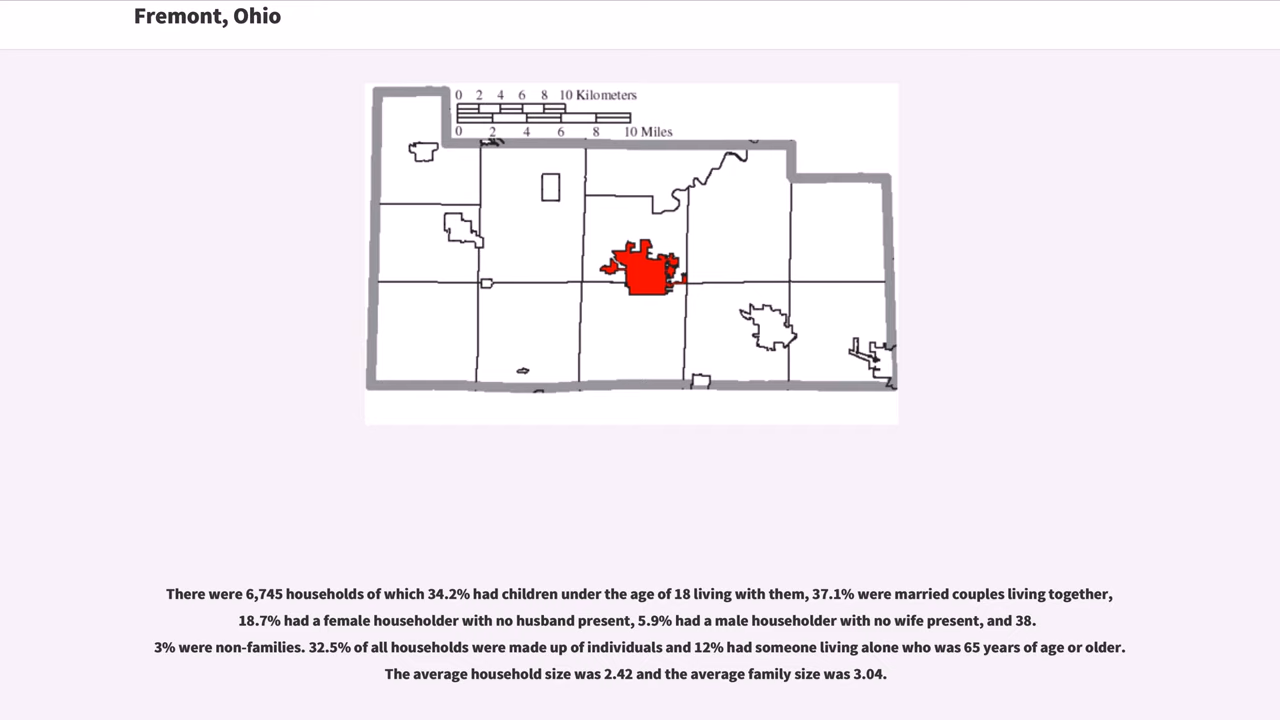 Fremont, Ohio
0 2 4 6 8 10 Kilometers
0 2 4 6 8 10 Miles
There were 6,745 households of which 34.2% had children under the age of 18 living with them, 37.1% were married couples living together,
18.7% had a female householder with no husband present, 5.9% had a male householder with no wife present, and 38.
3% were non-families. 32.5% of all households were made up of individuals and 12% had someone living alone who was 65 years of age or older.
The average household size was 2.42 and the average family size was 3.04.